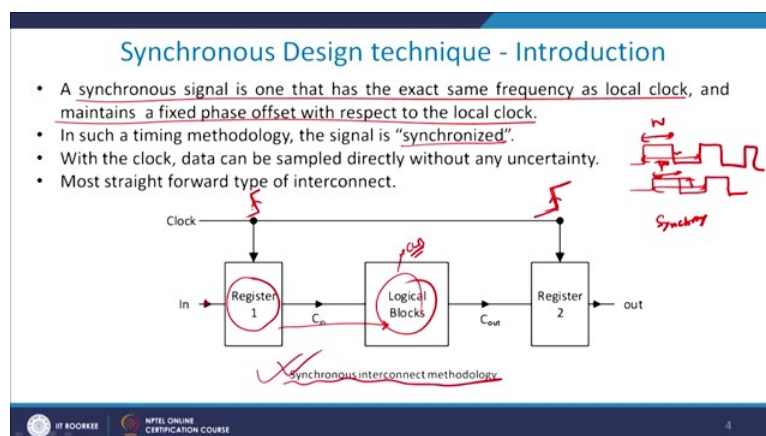 Synchronous Design technique - Introduction
• A synchronous signal is one that has the exact same frequency as local clock, and
maintains a fixed phase offset with respect to the local clock.
• In such a timing methodology, the signal is “synchronized”.
• With the clock, data can be sampled directly without any uncertainty.
• Most straight forward type of interconnect.
Clock
In
Register
1
Cin
Logical
Blocks
Cout
Register
2
out
Synchronous interconnect methodology
IIT ROORKEE
NPTEL ONLINE
CERTIFICATION COURSE
4